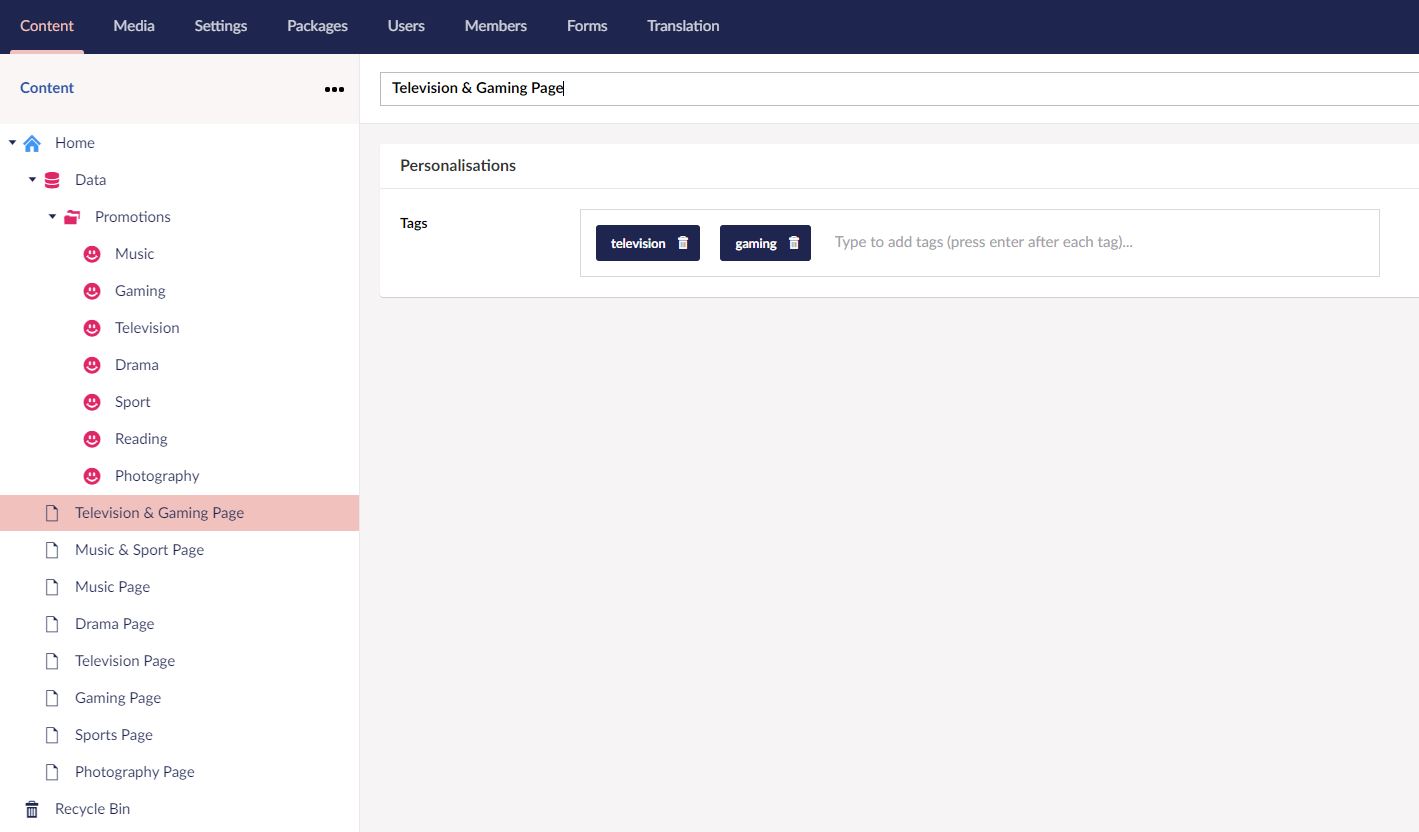 Content Media Settings Packages Users Members Forms Translation
Content
Television & Gaming Page
Home
Data
Promotions
Music
Gaming
Television
Drama
Sport
Reading
Photography
Television & Gaming Page
Music & Sport Page
Music Page
Drama Page
Television Page
Gaming Page
Sports Page
Photography Page
Recycle Bin
Personalisations
Tags
television gaming Type to add tags (press enter after each tag)...